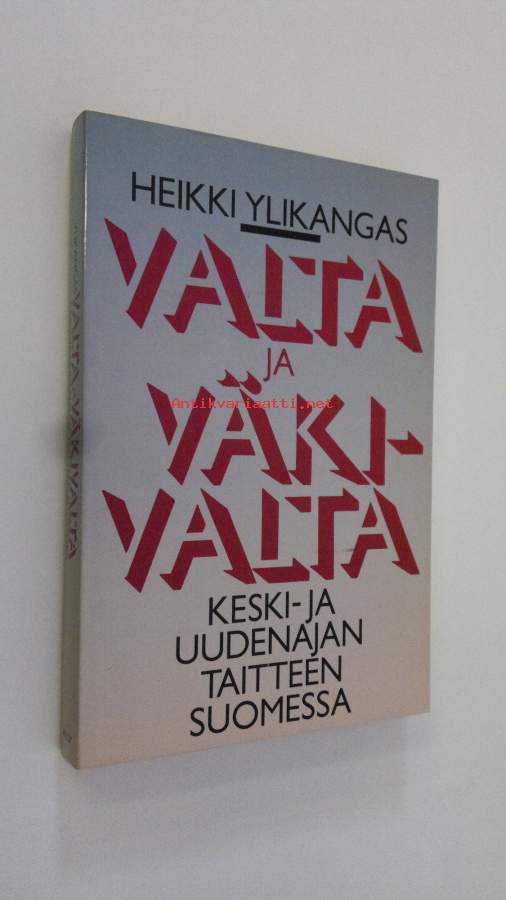 HEIKKI YLIKANGAS
VALTA
JA
Antikvariaatti.net
VÄKI-
VALTA
KESKI- JA
UUDENAJAN
TAITTEEN
SUOMESSA
VALTA JA VÄKIVALTA